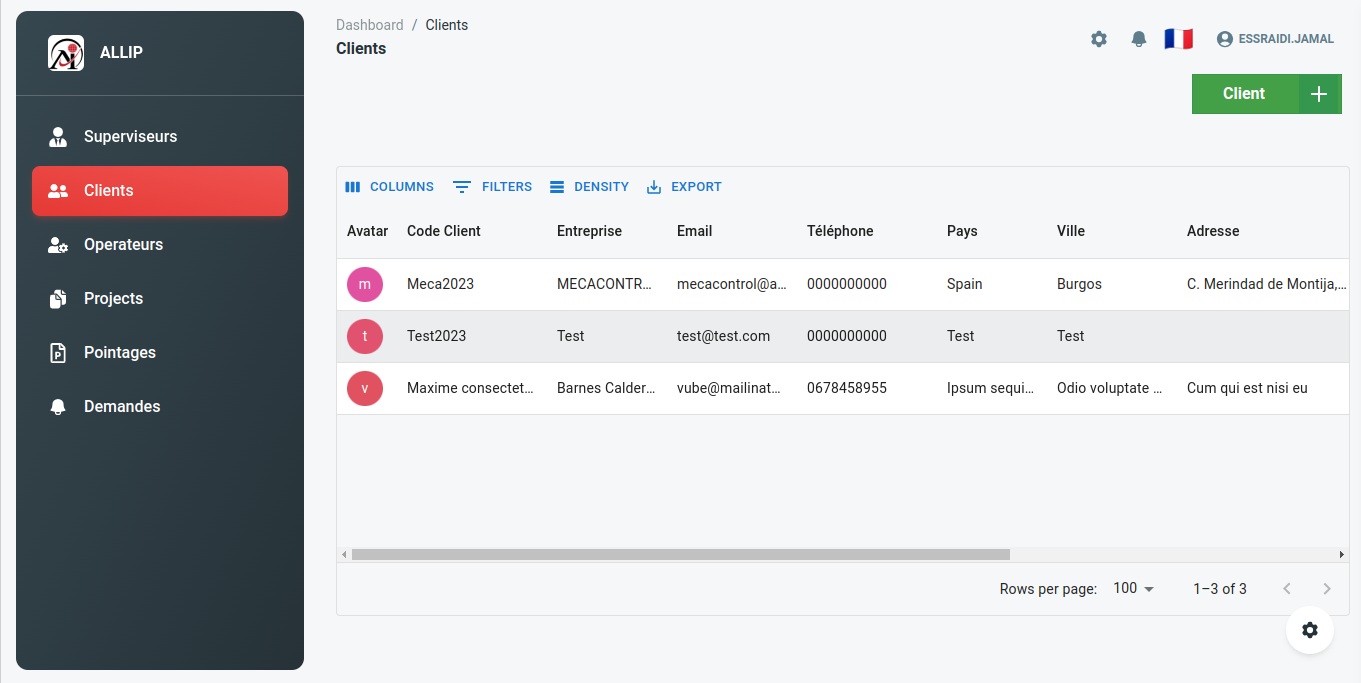 ALLIP
Superviseurs
Clients
Operateurs
Projects
Pointages
Demandes
Dashboard / Clients
Clients
ESSRAIDI.JAMAL
Client +
COLUMNS FILTERS DENSITY EXPORT
Avatar Code Client Entreprise Email Téléphone Pays Ville Adresse
m Meca2023 MECACONTR... mecacontrol@a... 0000000000 Spain Burgos C. Merindad de Montija,...
t Test2023 Test test@test.com 0000000000 Test Test
v Maxime consectet... Barnes Calder... vube@mailinat... 0678458955 Ipsum sequi... Odio voluptate ... Cum qui est nisi eu
Rows per page: 100 1–3 of 3